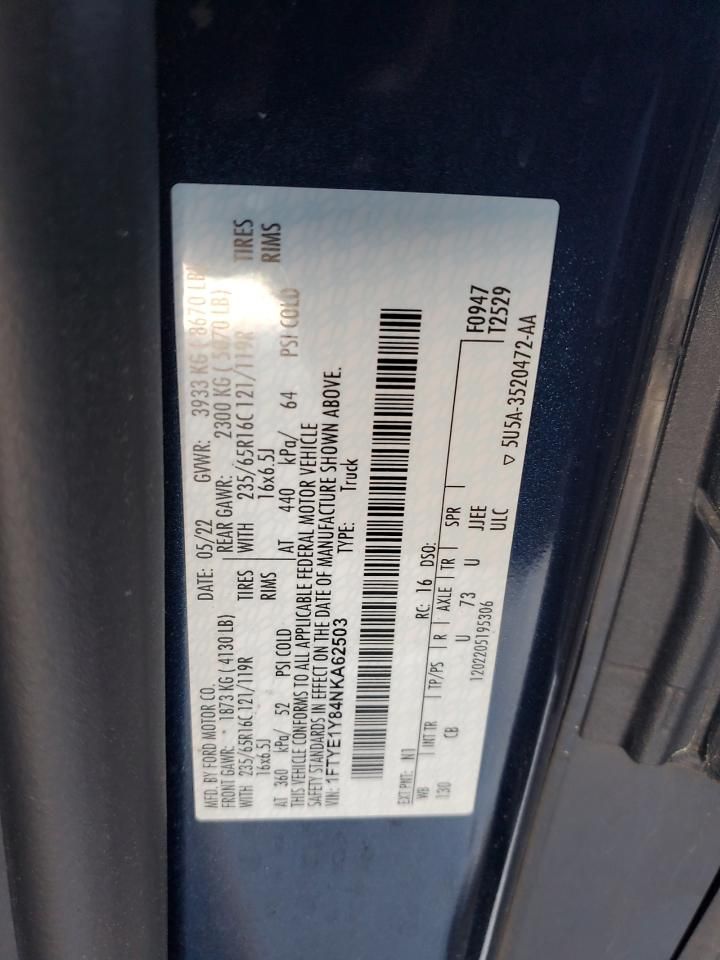 MFD. BY FORD MOTOR CO. DATE: 05/22 GVWR: 3933 KG ( 8670 LB)
FRONT GAWR: 1873 KG ( 4130 LB) REAR GAWR: 2300 KG ( 5070 LB)
WITH 235/65R16C 121/119R TIRES WITH 235/65R16C 121/119R TIRES
16x6.5J RIMS 16x6.5J RIMS
AT 360 kPa/ 52 PSI COLD AT 440 kPa/ 64 PSI COLD
THIS VEHICLE CONFORMS TO ALL APPLICABLE FEDERAL MOTOR VEHICLE
SAFETY STANDARDS IN EFFECT ON THE DATE OF MANUFACTURE SHOWN ABOVE.
VIN: 1FTYE1Y84NKA62503 TYPE: Truck
EXT PNT: N1 RC: 16 DSO:
WB INT TR TP/PS R AXLE TR SPR F0947
130 CB U 73 U JJEE T2529
1202205195306 ULC
▽ 5U5A-3520472-AA